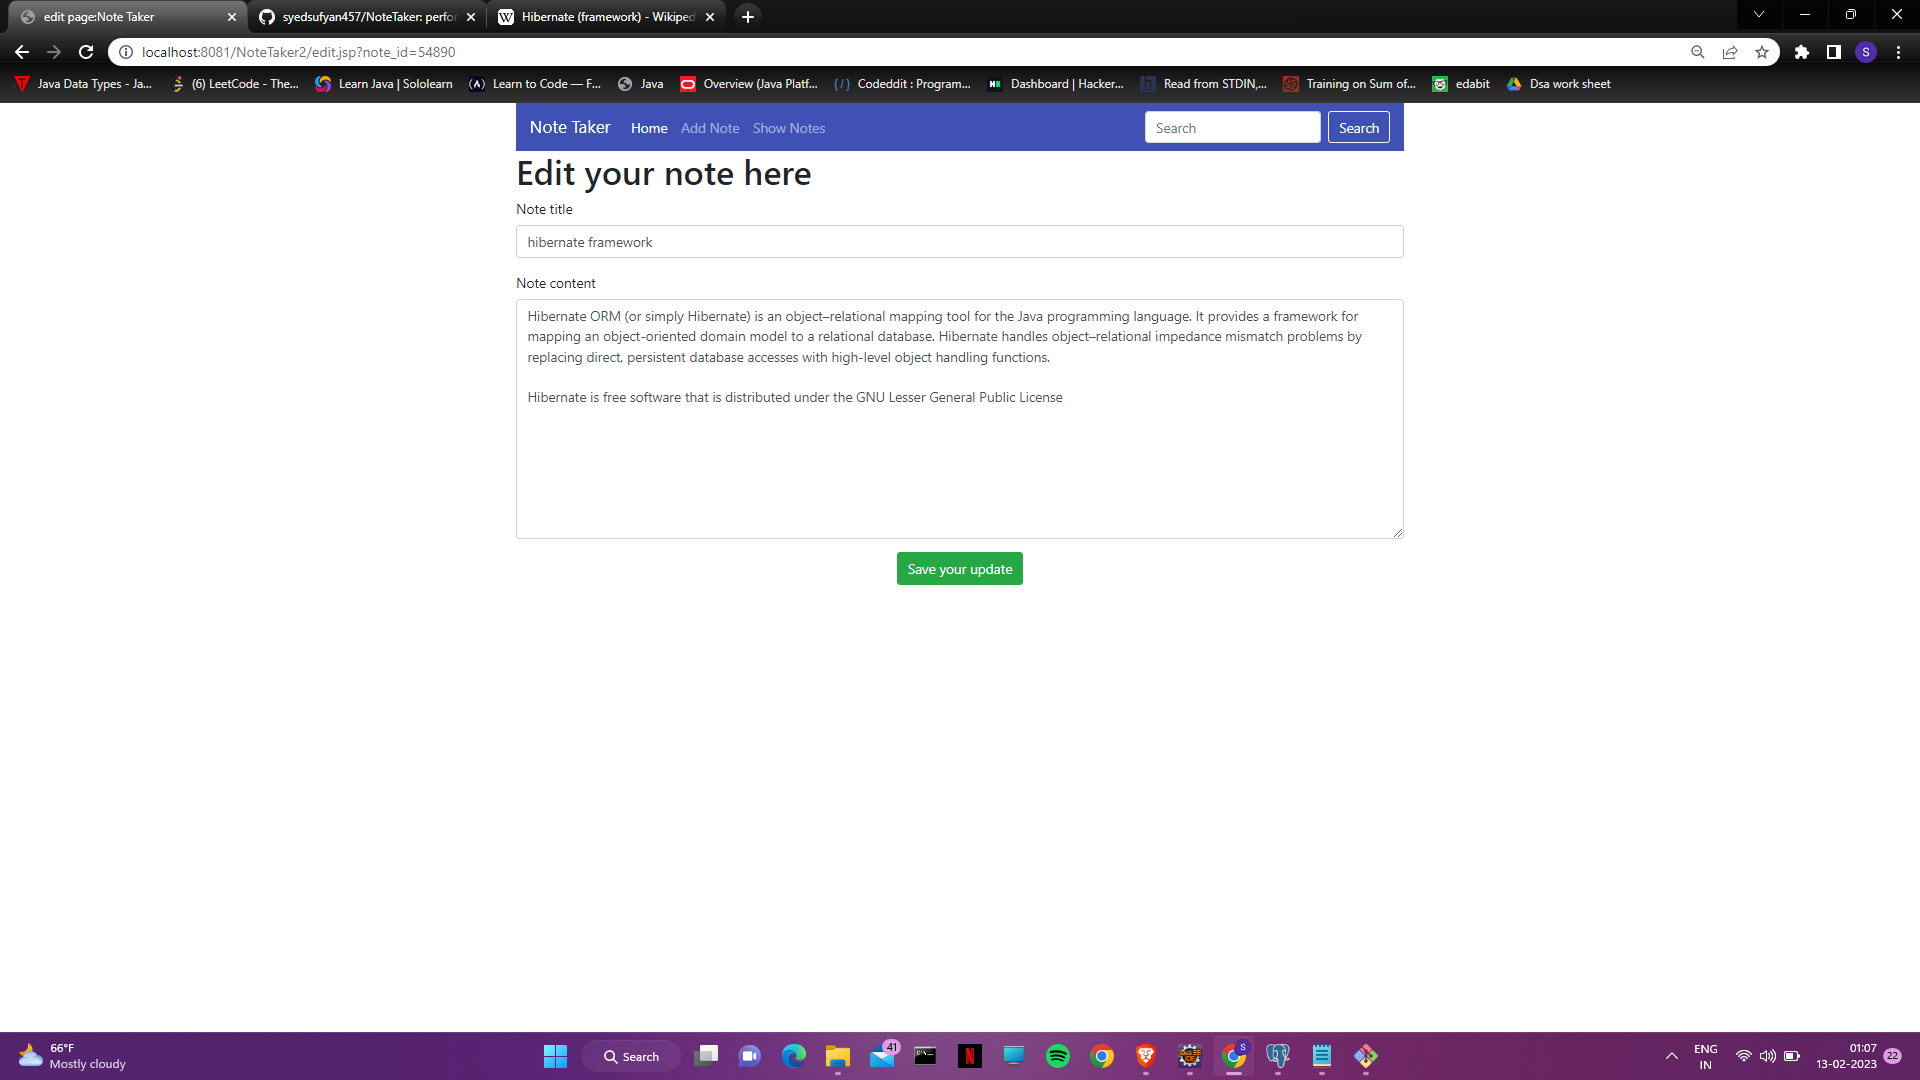 edit page:Note Taker
syedsufyan457/NoteTaker: perfor
Hibernate (framework) - Wikiped
localhost:8081/NoteTaker2/edit.jsp?note_id=54890
S
Java Data Types - Ja...
(6) LeetCode - The...
Learn Java | Sololearn
Learn to Code — F...
Java
Overview (Java Platf...
Codeddit : Program...
Dashboard | Hacker...
Read from STDIN,...
Training on Sum of...
edabit
Dsa work sheet
Note Taker Home Add Note Show Notes Search Search
Edit your note here
Note title
hibernate framework
Note content
Hibernate ORM (or simply Hibernate) is an object–relational mapping tool for the Java programming language. It provides a framework for
mapping an object-oriented domain model to a relational database. Hibernate handles object–relational impedance mismatch problems by
replacing direct, persistent database accesses with high-level object handling functions.
Hibernate is free software that is distributed under the GNU Lesser General Public License
Save your update
66°F
Mostly cloudy
Search
41
S
ENG
IN
01:07
13-02-2023
22